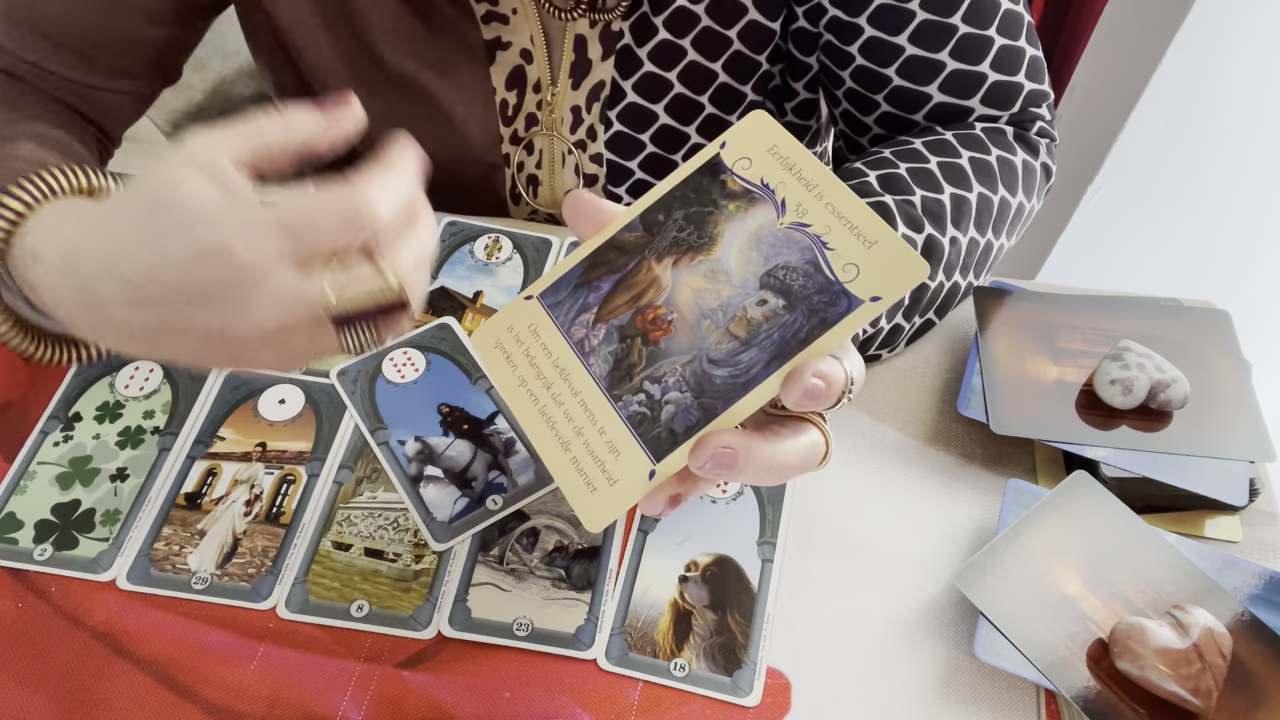 Eerlijkheid is essentieel
38
Om een liefdevol mens te zijn,
is het belangrijk dat we de waarheid
spreken, op een liefdevolle manier
1
2
29
8
23
18